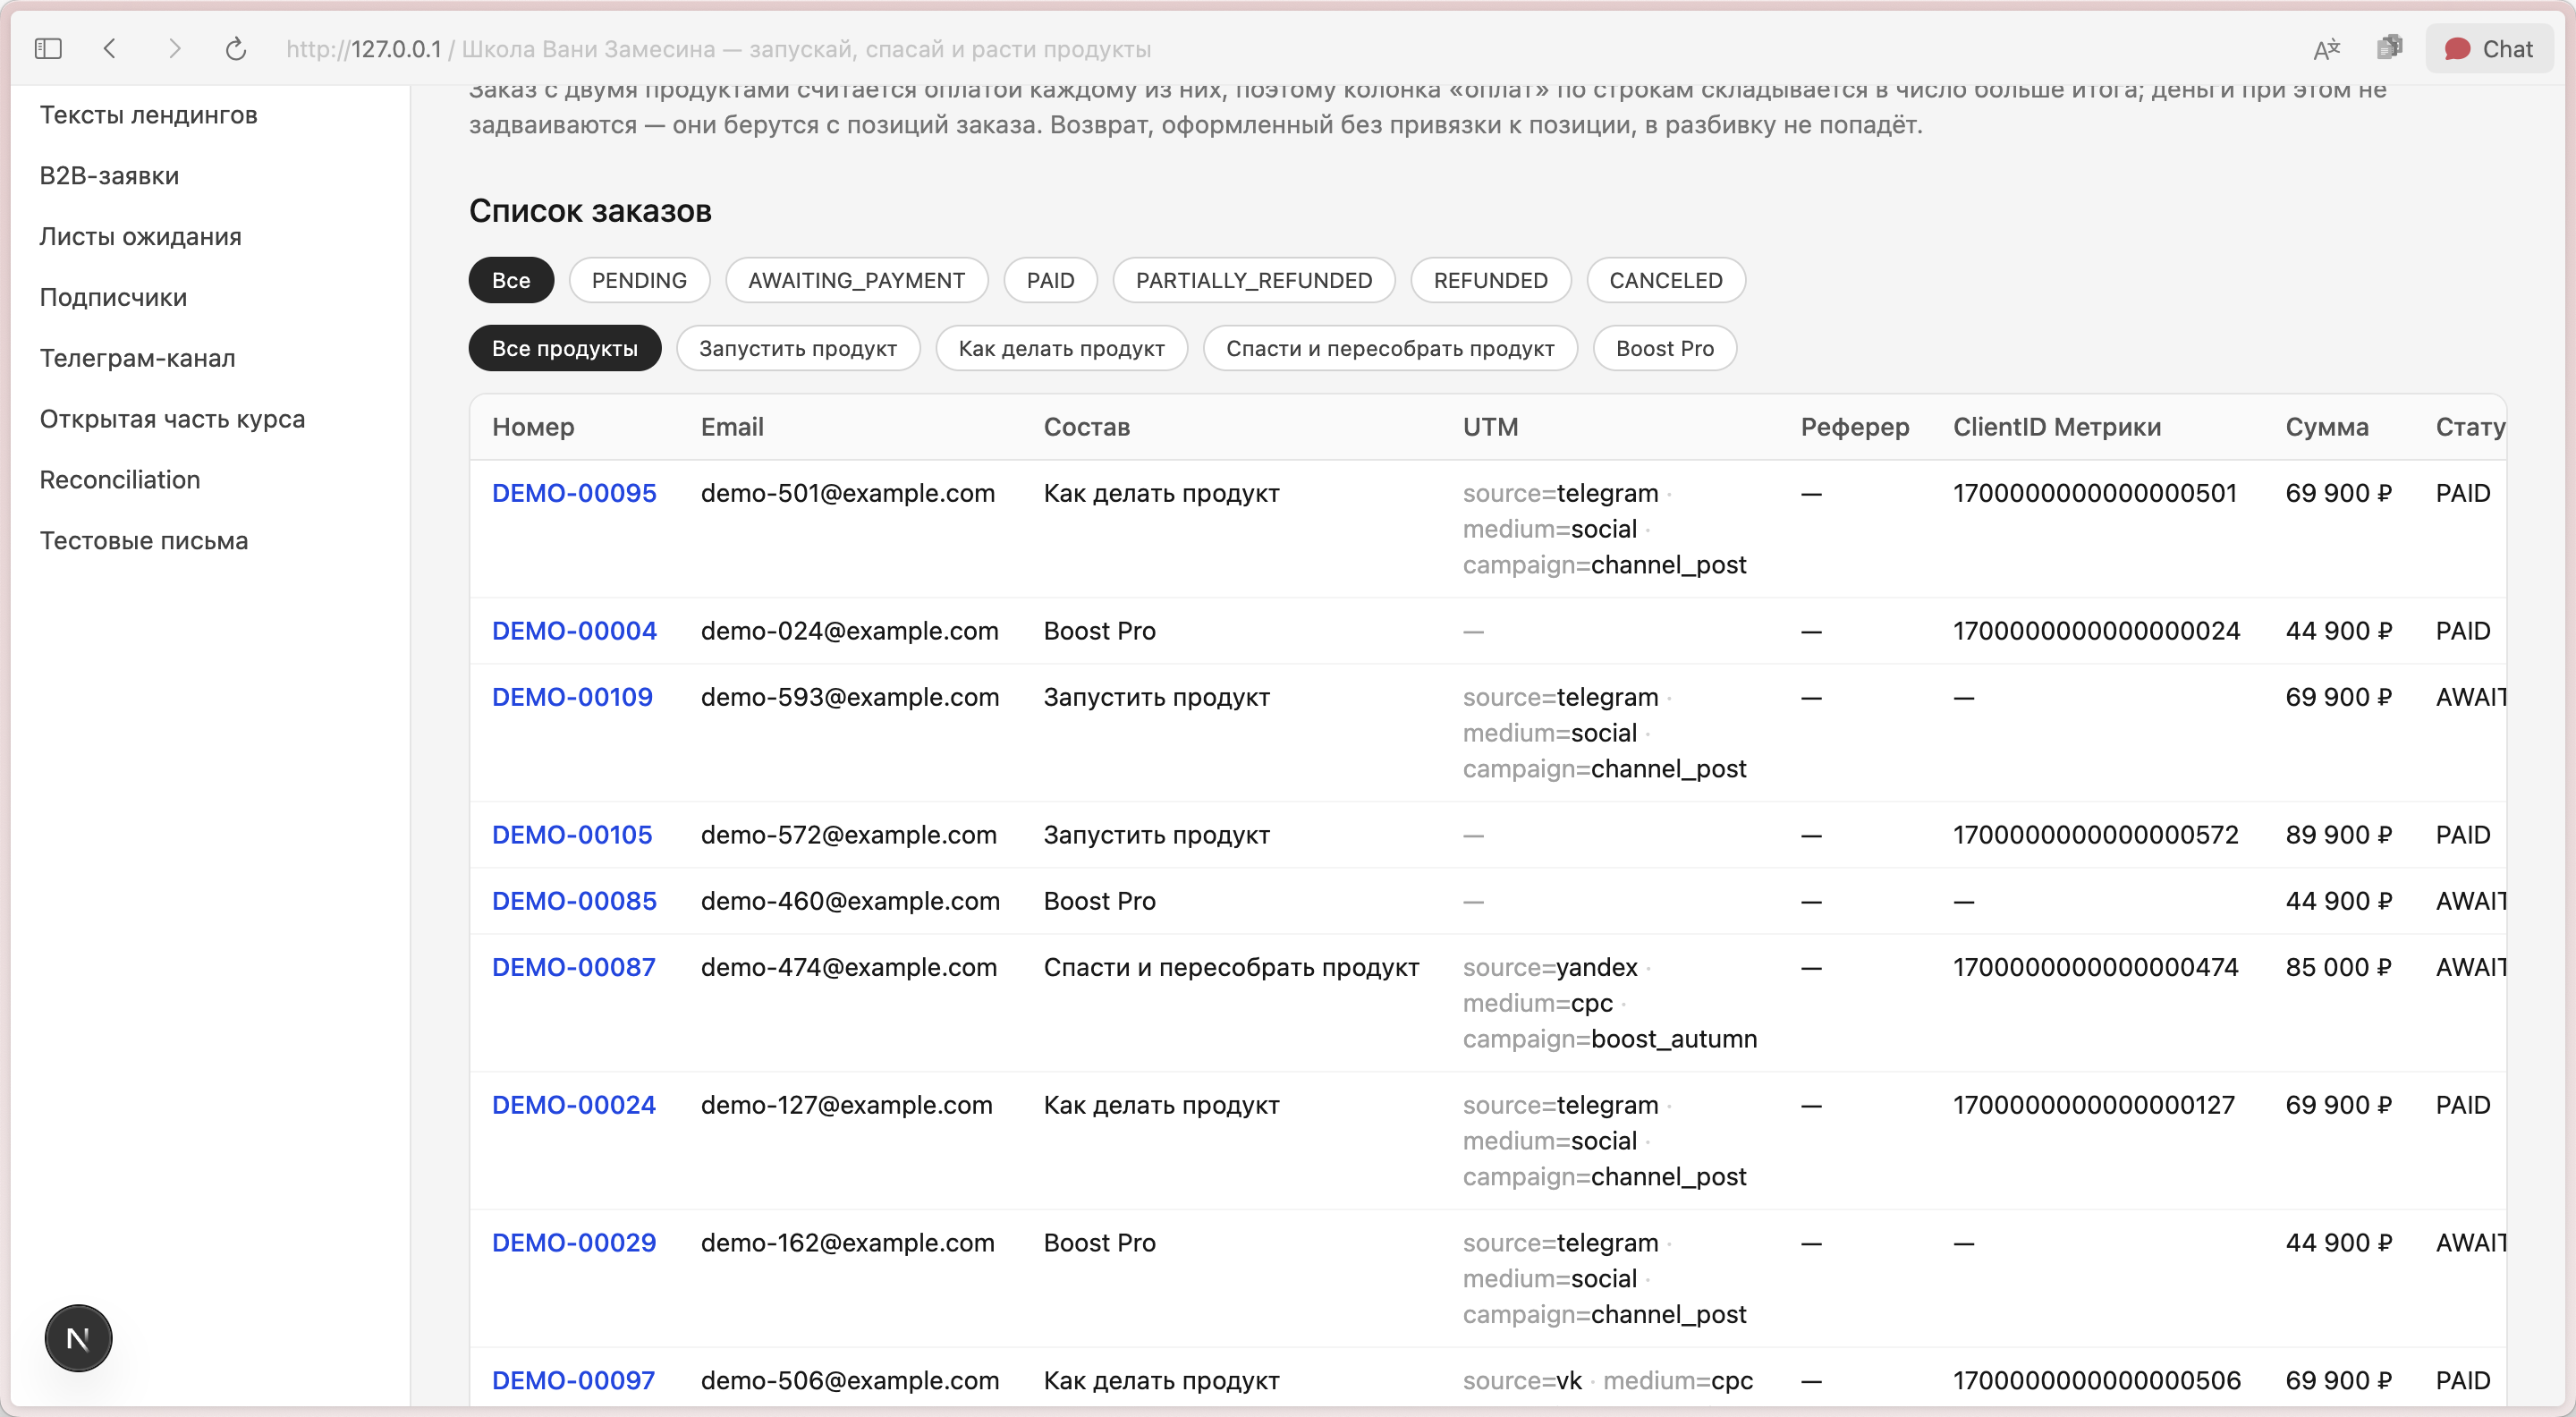 http://127.0.0.1 / Школа Вани Замесина — запускай, спасай и расти продукты
Chat
Тексты лендингов
B2B-заявки
Листы ожидания
Подписчики
Телеграм-канал
Открытая часть курса
Reconciliation
Тестовые письма
Заказ с двумя продуктами считается оплатой каждому из них, поэтому колонка «оплат» по строкам складывается в число больше итога; деньги при этом не
задваиваются — они берутся с позиций заказа. Возврат, оформленный без привязки к позиции, в разбивку не попадёт.
Список заказов
Все PENDING AWAITING_PAYMENT PAID PARTIALLY_REFUNDED REFUNDED CANCELED
Все продукты Запустить продукт Как делать продукт Спасти и пересобрать продукт Boost Pro
Номер Email Состав UTM Реферер ClientID Метрики Сумма Стату
DEMO-00095 demo-501@example.com Как делать продукт source=telegram · — 1700000000000000501 69 900 ₽ PAID
medium=social ·
campaign=channel_post
DEMO-00004 demo-024@example.com Boost Pro — — 1700000000000000024 44 900 ₽ PAID
DEMO-00109 demo-593@example.com Запустить продукт source=telegram · — — 69 900 ₽ AWAIT
medium=social ·
campaign=channel_post
DEMO-00105 demo-572@example.com Запустить продукт — — 1700000000000000572 89 900 ₽ PAID
DEMO-00085 demo-460@example.com Boost Pro — — — 44 900 ₽ AWAIT
DEMO-00087 demo-474@example.com Спасти и пересобрать продукт source=yandex · — 1700000000000000474 85 000 ₽ AWAIT
medium=cpc ·
campaign=boost_autumn
DEMO-00024 demo-127@example.com Как делать продукт source=telegram · — 1700000000000000127 69 900 ₽ PAID
medium=social ·
campaign=channel_post
DEMO-00029 demo-162@example.com Boost Pro source=telegram · — — 44 900 ₽ AWAIT
medium=social ·
campaign=channel_post
DEMO-00097 demo-506@example.com Как делать продукт source=vk · medium=cpc — 1700000000000000506 69 900 ₽ PAID
N